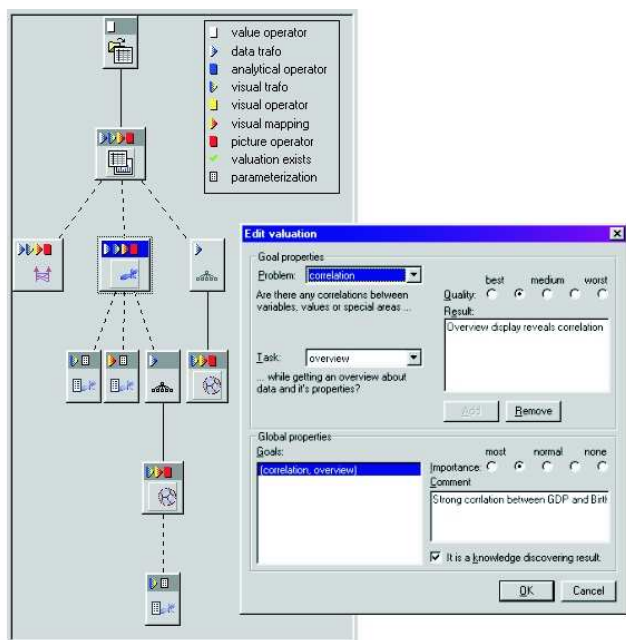 value operator
data trafo
analytical operator
visual trafo
visual operator
visual mapping
picture operator
valuation exists
parameterization
Edit valuation
Goal properties
Problem: correlation
Are there any correlations between
variables, values or special areas ...
Task: overview
... while getting an overview about
data and it's properties?
best medium worst
Quality:
Result:
Overview display reveals correlation
Add Remove
Global properties
Goals:
(correlation, overview)
most normal none
Importance:
Comment
Strong corrlation between GDP and Birth
It is a knowledge discovering result.
OK Cancel